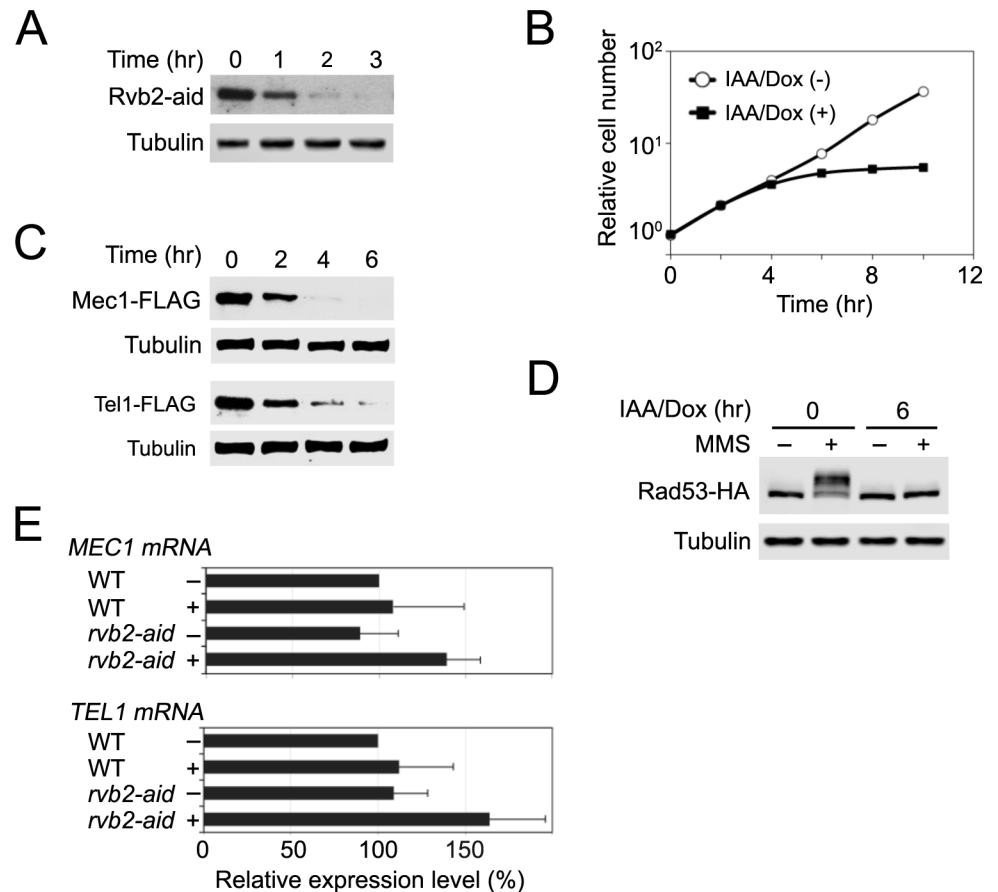 A
Time (hr) 0 1 2 3
Rvb2-aid
Tubulin
B
Relative cell number
10²
10¹
10⁰
IAA/Dox (-)
IAA/Dox (+)
0 4 8 12
Time (hr)
C
Time (hr) 0 2 4 6
Mec1-FLAG
Tubulin
Tel1-FLAG
Tubulin
D
IAA/Dox (hr) 0 6
MMS – + – +
Rad53-HA
Tubulin
E
MEC1 mRNA
WT –
WT +
rvb2-aid –
rvb2-aid +
TEL1 mRNA
WT –
WT +
rvb2-aid –
rvb2-aid +
0 50 100 150
Relative expression level (%)